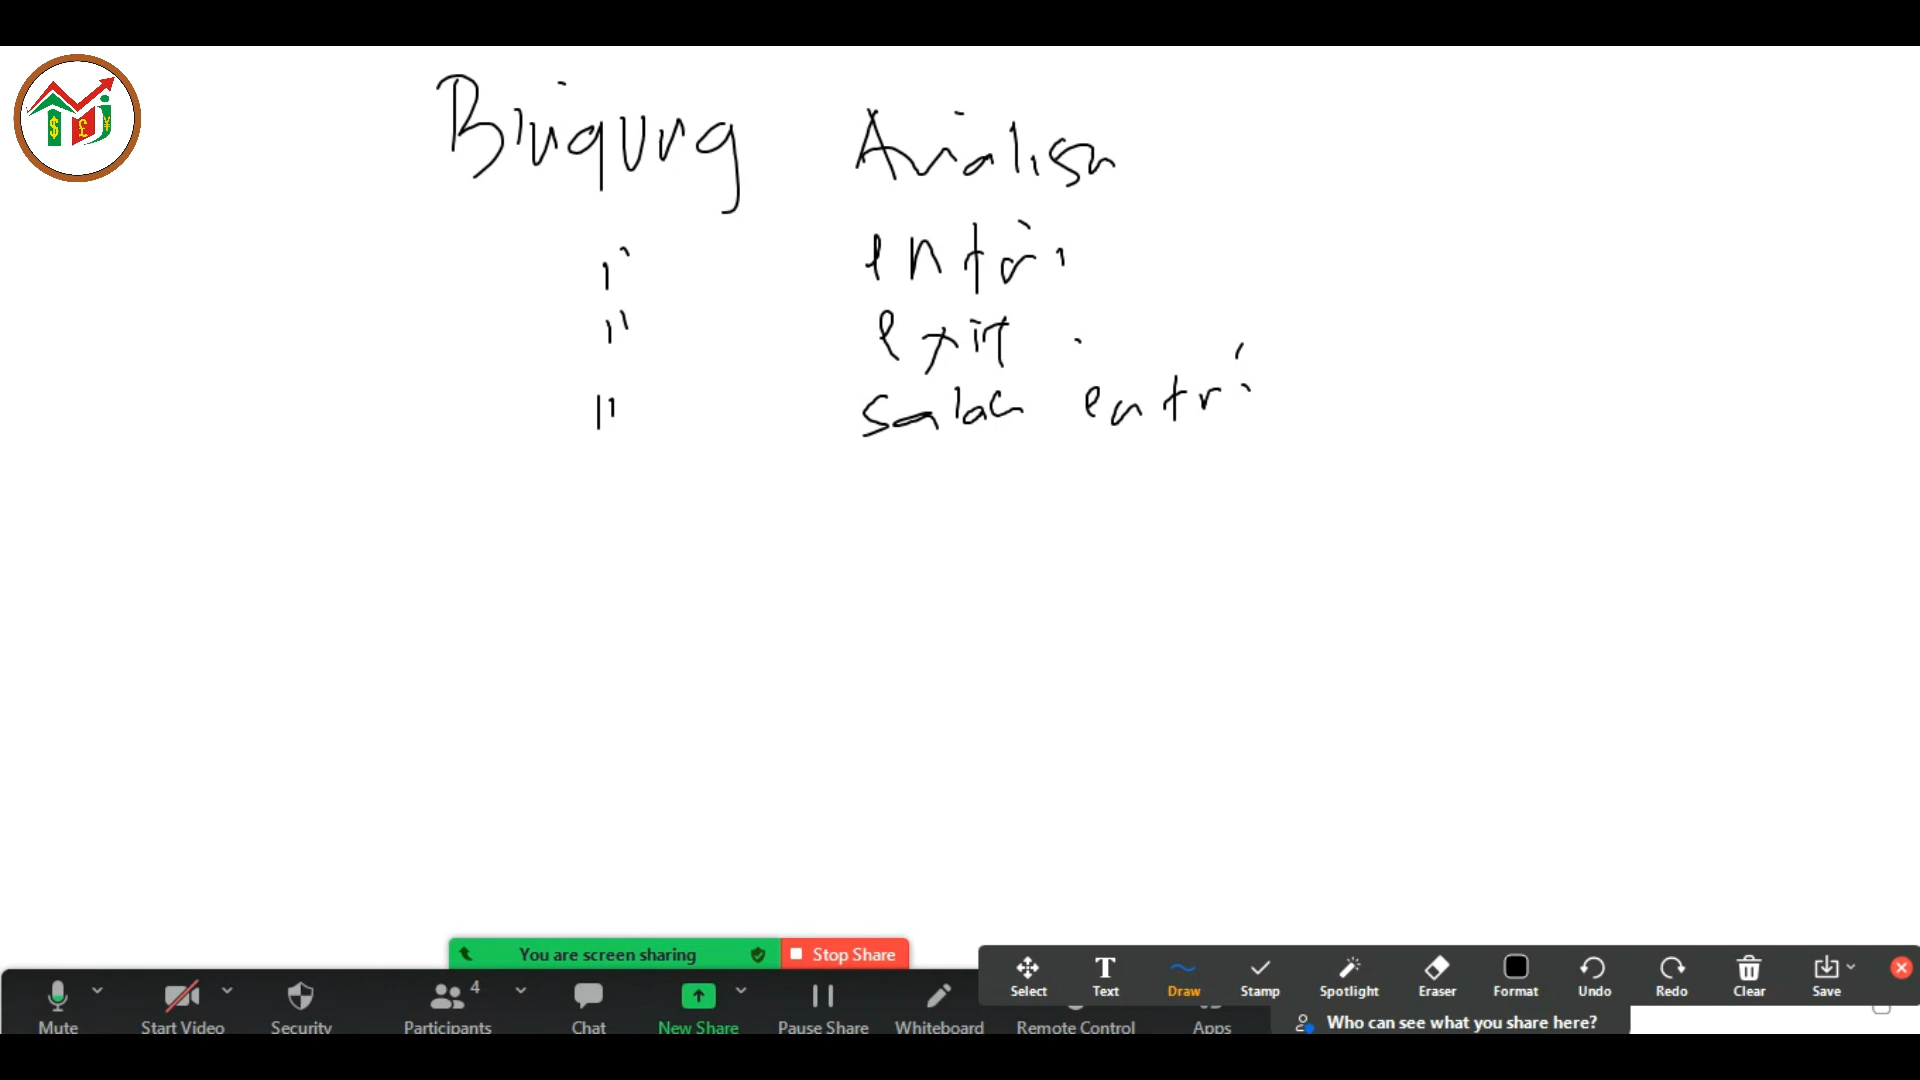 Bingung Analisa
" entri
" exit
" salah entri
You are screen sharing
Stop Share
Select Text Draw Stamp Spotlight Eraser Format Undo Redo Clear Save
4
Mute Start Video Security Participants Chat New Share Pause Share Whiteboard Remote Control Apps
Who can see what you share here?